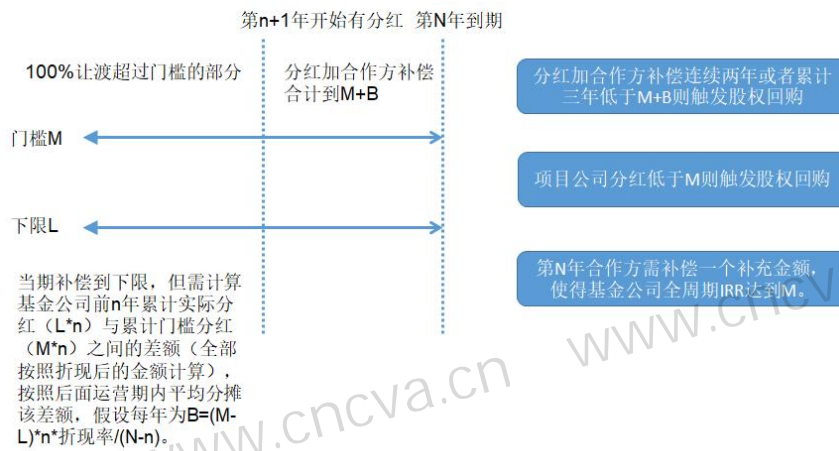 第n+1年开始有分红 第N年到期
100%让渡超过门槛的部分
分红加合作方补偿
合计到M+B
分红加合作方补偿连续两年或者累计
三年低于M+B则触发股权回购
门槛M
项目公司分红低于M则触发股权回购
下限L
第N年合作方需补偿一个补充金额，
使得基金公司全周期IRR达到M。
当期补偿到下限，但需计算
基金公司前n年累计实际分
红（L*n）与累计门槛分红
（M*n）之间的差额（全部
按照折现后的金额计算），
按照后面运营期内平均分摊
该差额，假设每年为B=(M-
L)*n*折现率/(N-n)。
www.cncva.cn
www.cncv